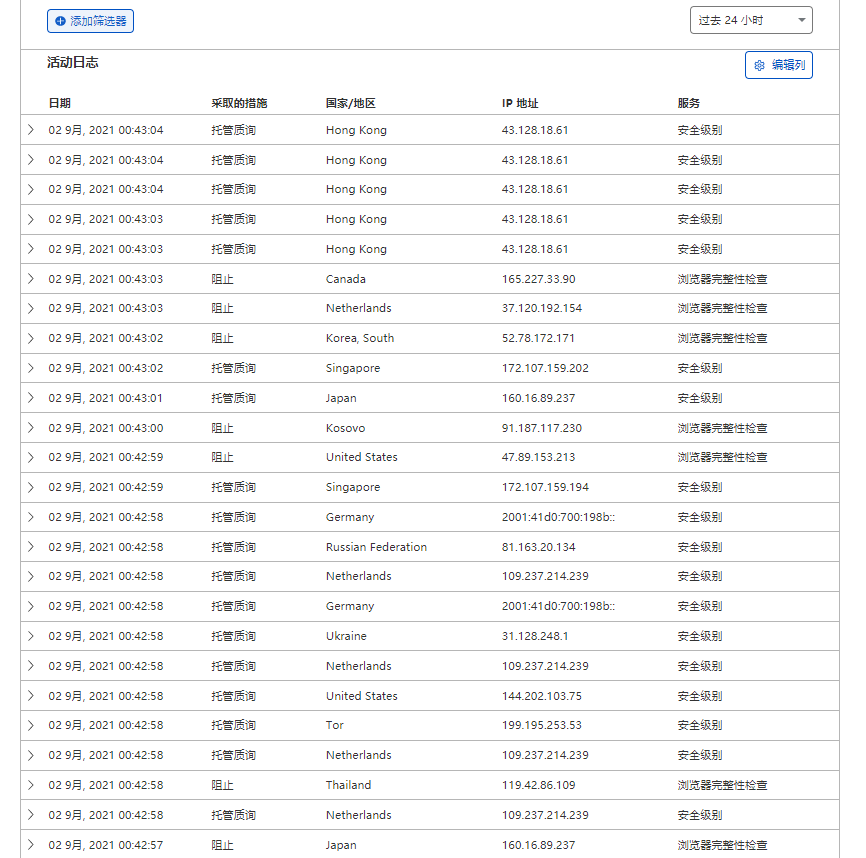 添加筛选器
过去 24 小时
活动日志
编辑列
日期 采取的措施 国家/地区 IP 地址 服务
02 9月, 2021 00:43:04 托管质询 Hong Kong 43.128.18.61 安全级别
02 9月, 2021 00:43:04 托管质询 Hong Kong 43.128.18.61 安全级别
02 9月, 2021 00:43:04 托管质询 Hong Kong 43.128.18.61 安全级别
02 9月, 2021 00:43:03 托管质询 Hong Kong 43.128.18.61 安全级别
02 9月, 2021 00:43:03 托管质询 Hong Kong 43.128.18.61 安全级别
02 9月, 2021 00:43:03 阻止 Canada 165.227.33.90 浏览器完整性检查
02 9月, 2021 00:43:03 阻止 Netherlands 37.120.192.154 浏览器完整性检查
02 9月, 2021 00:43:02 阻止 Korea, South 52.78.172.171 浏览器完整性检查
02 9月, 2021 00:43:02 托管质询 Singapore 172.107.159.202 安全级别
02 9月, 2021 00:43:01 托管质询 Japan 160.16.89.237 安全级别
02 9月, 2021 00:43:00 阻止 Kosovo 91.187.117.230 浏览器完整性检查
02 9月, 2021 00:42:59 阻止 United States 47.89.153.213 浏览器完整性检查
02 9月, 2021 00:42:59 托管质询 Singapore 172.107.159.194 安全级别
02 9月, 2021 00:42:58 托管质询 Germany 2001:41d0:700:198b:: 安全级别
02 9月, 2021 00:42:58 托管质询 Russian Federation 81.163.20.134 安全级别
02 9月, 2021 00:42:58 托管质询 Netherlands 109.237.214.239 安全级别
02 9月, 2021 00:42:58 托管质询 Germany 2001:41d0:700:198b:: 安全级别
02 9月, 2021 00:42:58 托管质询 Ukraine 31.128.248.1 安全级别
02 9月, 2021 00:42:58 托管质询 Netherlands 109.237.214.239 安全级别
02 9月, 2021 00:42:58 托管质询 United States 144.202.103.75 安全级别
02 9月, 2021 00:42:58 托管质询 Tor 199.195.253.53 安全级别
02 9月, 2021 00:42:58 托管质询 Netherlands 109.237.214.239 安全级别
02 9月, 2021 00:42:58 阻止 Thailand 119.42.86.109 浏览器完整性检查
02 9月, 2021 00:42:58 托管质询 Netherlands 109.237.214.239 安全级别
02 9月, 2021 00:42:57 阻止 Japan 160.16.89.237 浏览器完整性检查